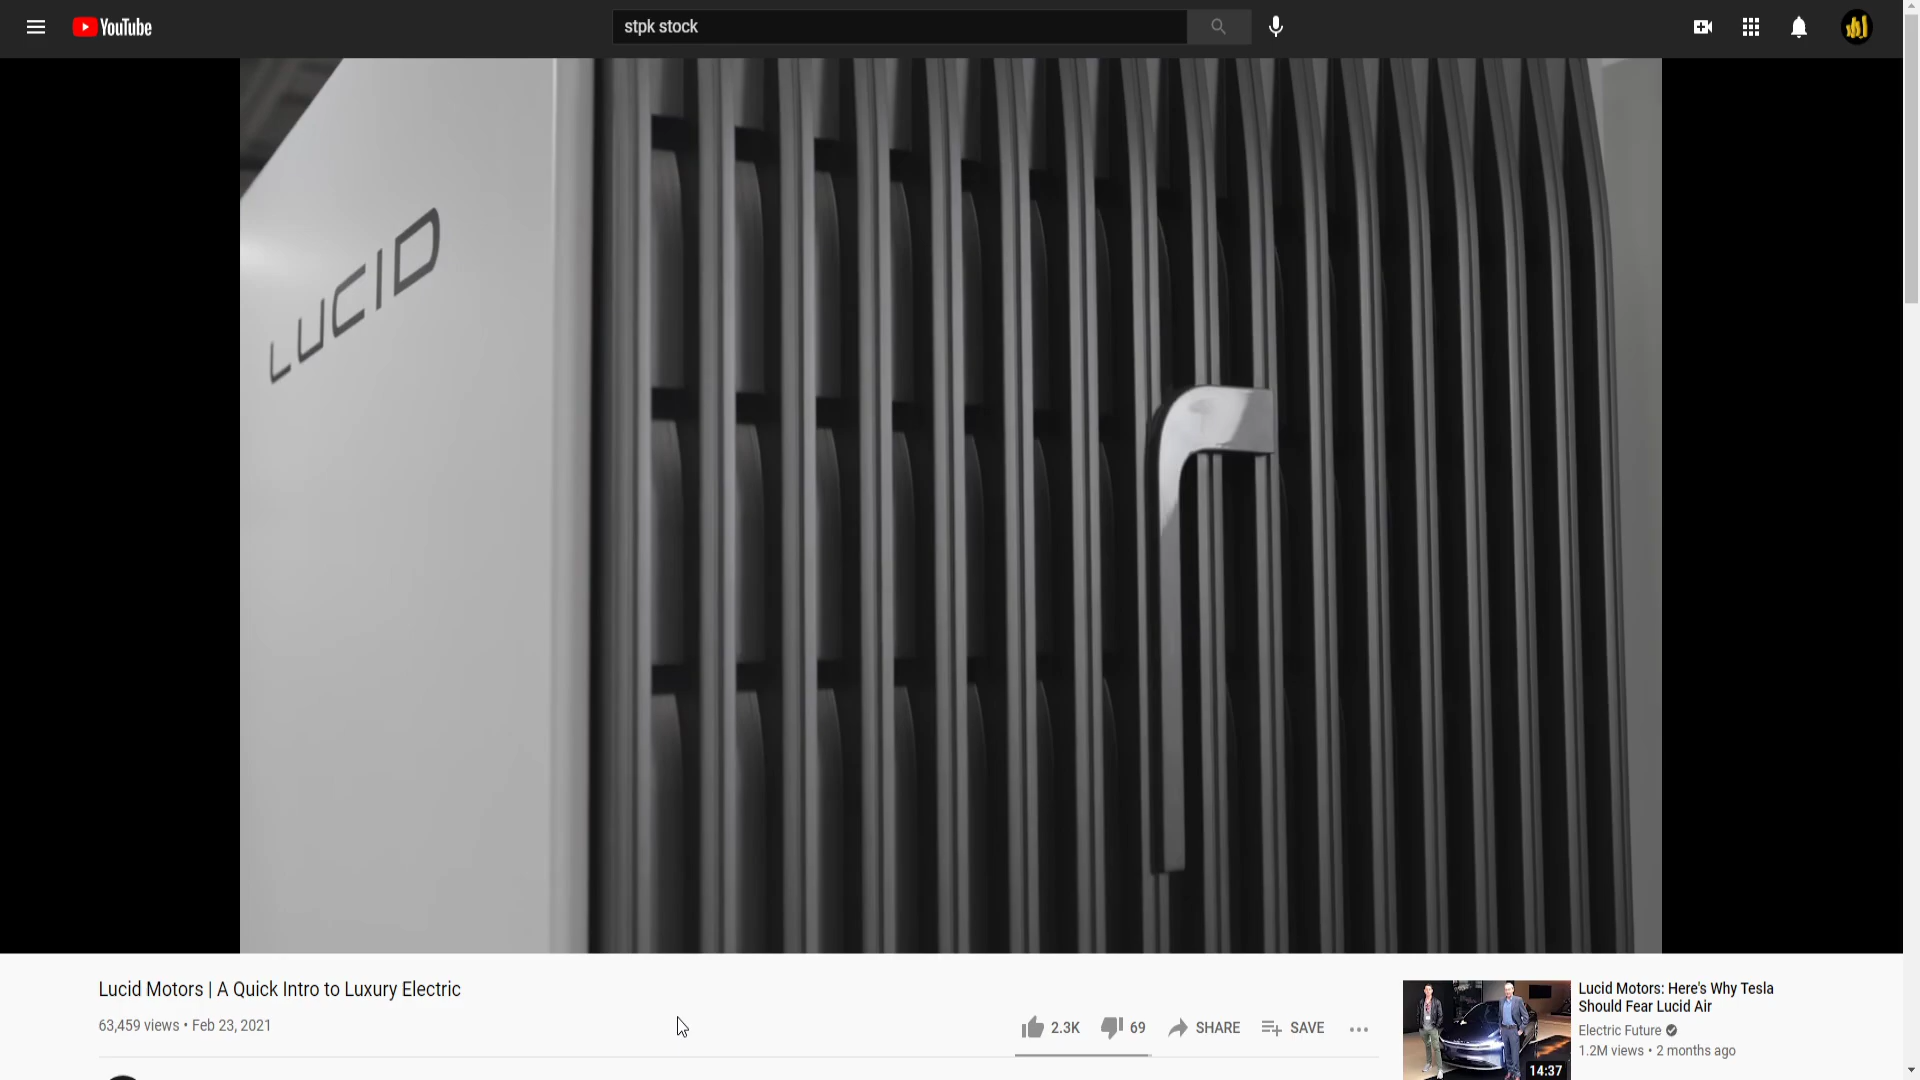 YouTube
stpk stock
LUCID
Lucid Motors | A Quick Intro to Luxury Electric
63,459 views • Feb 23, 2021
2.3K
69
SHARE
SAVE
Lucid Motors: Here's Why Tesla
Should Fear Lucid Air
Electric Future
1.2M views • 2 months ago
14:37